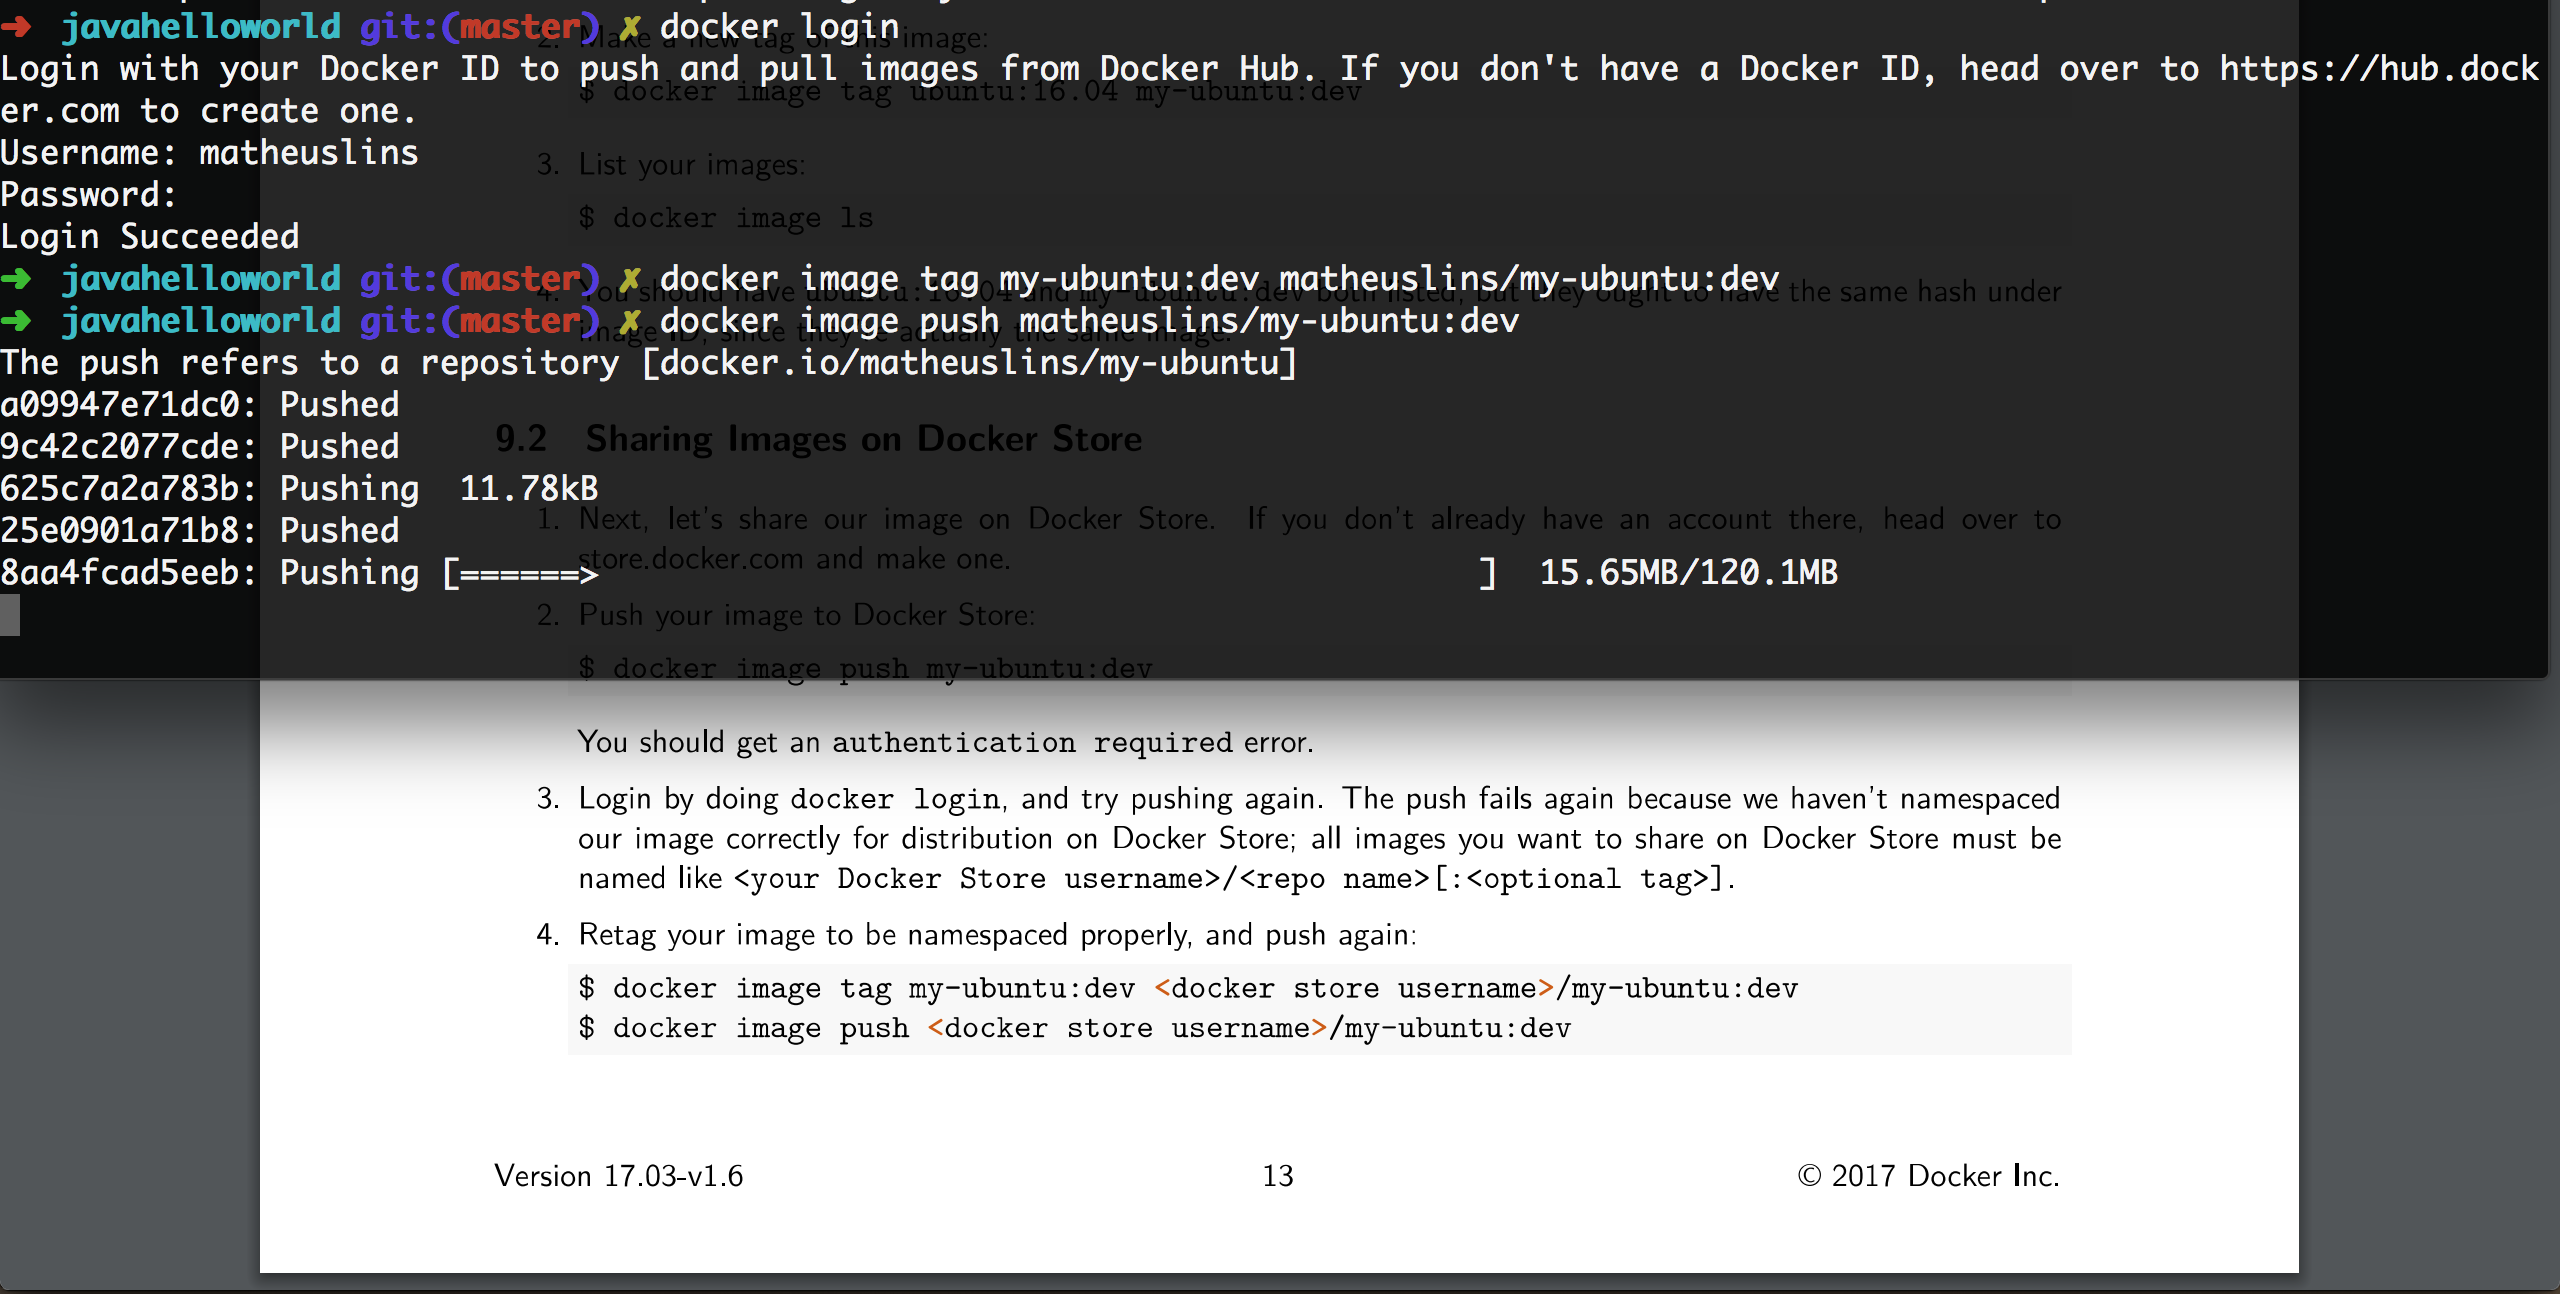 ➜ javahelloworld git:(master) ✗ docker login
Login with your Docker ID to push and pull images from Docker Hub. If you don't have a Docker ID, head over to https://hub.dock
er.com to create one.
Username: matheuslins
Password:
Login Succeeded
➜ javahelloworld git:(master) ✗ docker image tag my-ubuntu:dev matheuslins/my-ubuntu:dev
➜ javahelloworld git:(master) ✗ docker image push matheuslins/my-ubuntu:dev
The push refers to a repository [docker.io/matheuslins/my-ubuntu]
a09947e71dc0: Pushed
9c42c2077cde: Pushed
625c7a2a783b: Pushing 11.78kB
25e0901a71b8: Pushed
8aa4fcad5eeb: Pushing [======> ] 15.65MB/120.1MB
2. Make a new tag of this image:
$ docker image tag ubuntu:16.04 my-ubuntu:dev
3. List your images:
$ docker image ls
4. You should have ubuntu:16.04 and my-ubuntu:dev both listed, but they ought to have the same hash under
image ID, since they're actually the same image.
9.2 Sharing Images on Docker Store
1. Next, let's share our image on Docker Store. If you don't already have an account there, head over to
store.docker.com and make one.
2. Push your image to Docker Store:
$ docker image push my-ubuntu:dev
You should get an authentication required error.
3. Login by doing docker login, and try pushing again. The push fails again because we haven't namespaced
our image correctly for distribution on Docker Store; all images you want to share on Docker Store must be
named like <your Docker Store username>/<repo name>[:<optional tag>].
4. Retag your image to be namespaced properly, and push again:
$ docker image tag my-ubuntu:dev <docker store username>/my-ubuntu:dev
$ docker image push <docker store username>/my-ubuntu:dev
Version 17.03-v1.6
13
© 2017 Docker Inc.